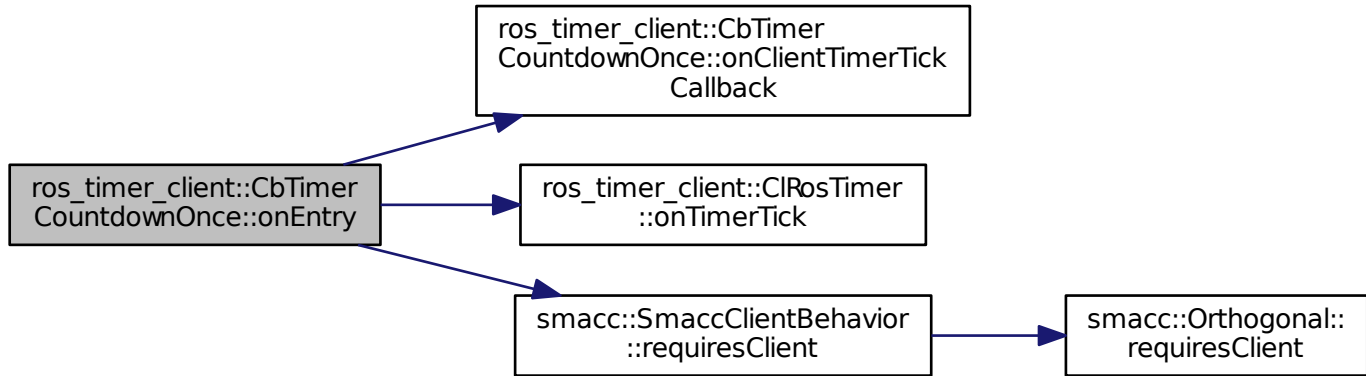 ros_timer_client::CbTimer
CountdownOnce::onClientTimerTick
Callback
ros_timer_client::CbTimer
CountdownOnce::onEntry
ros_timer_client::ClRosTimer
::onTimerTick
smacc::SmaccClientBehavior
::requiresClient
smacc::Orthogonal::
requiresClient